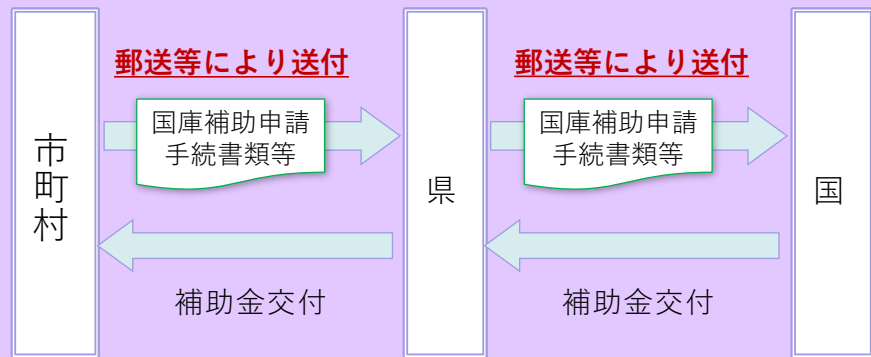 市町村
郵送等により送付
国庫補助申請
手続書類等
補助金交付
県
郵送等により送付
国庫補助申請
手続書類等
補助金交付
国